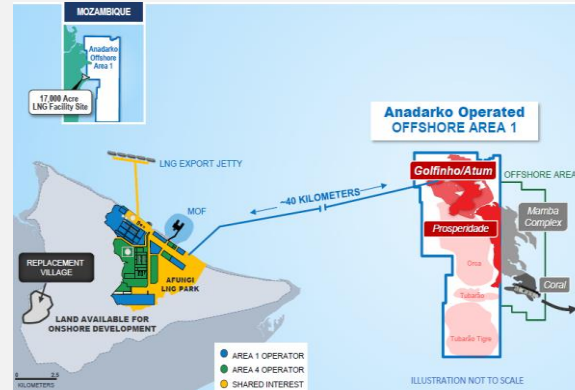 MOZAMBIQUE
Anadarko
Offshore
Area 1
17,000 Acre
LNG Facility Site
LNG EXPORT JETTY
MOF
~40 KILOMETERS
Anadarko Operated
OFFSHORE AREA 1
Golfinho/Atum
OFFSHORE AREA
Prosperidade
Mamba
Complex
Orca
Coral
Tubarão
Tubarão Tigre
REPLACEMENT
VILLAGE
AFUNGI
LNG PARK
LAND AVAILABLE FOR
ONSHORE DEVELOPMENT
0 2.5
KILOMETERS
AREA 1 OPERATOR
AREA 4 OPERATOR
SHARED INTEREST
ILLUSTRATION NOT TO SCALE